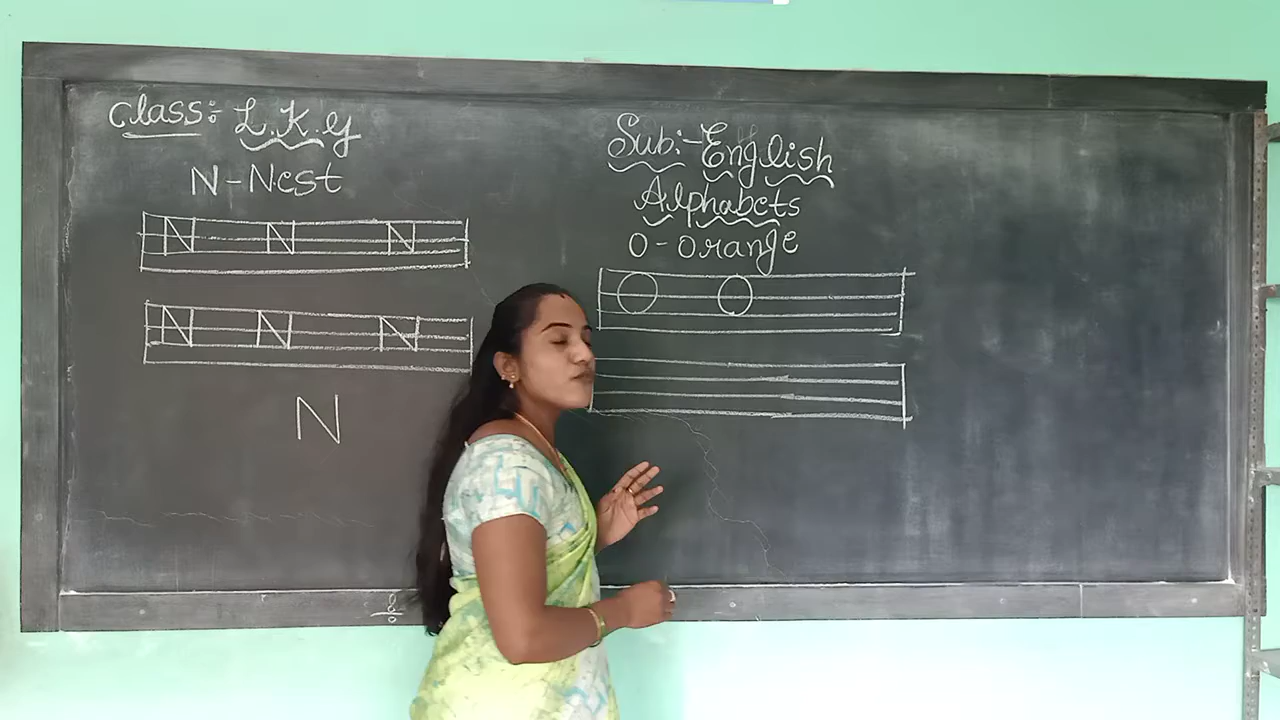 Class:- L.K.G
N-Nest
N N N
N N N
N
Sub:-English
Alphabets
O-Orange
O O